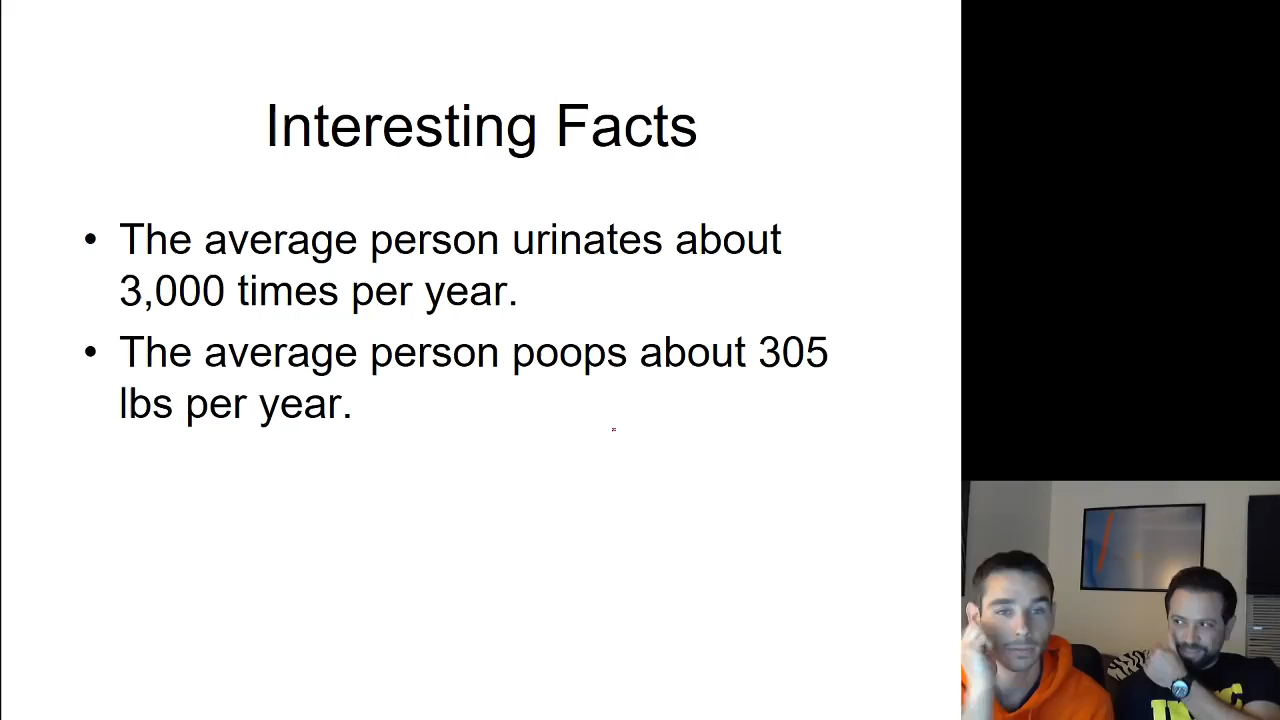 Interesting Facts
• The average person urinates about
3,000 times per year.
• The average person poops about 305
lbs per year.